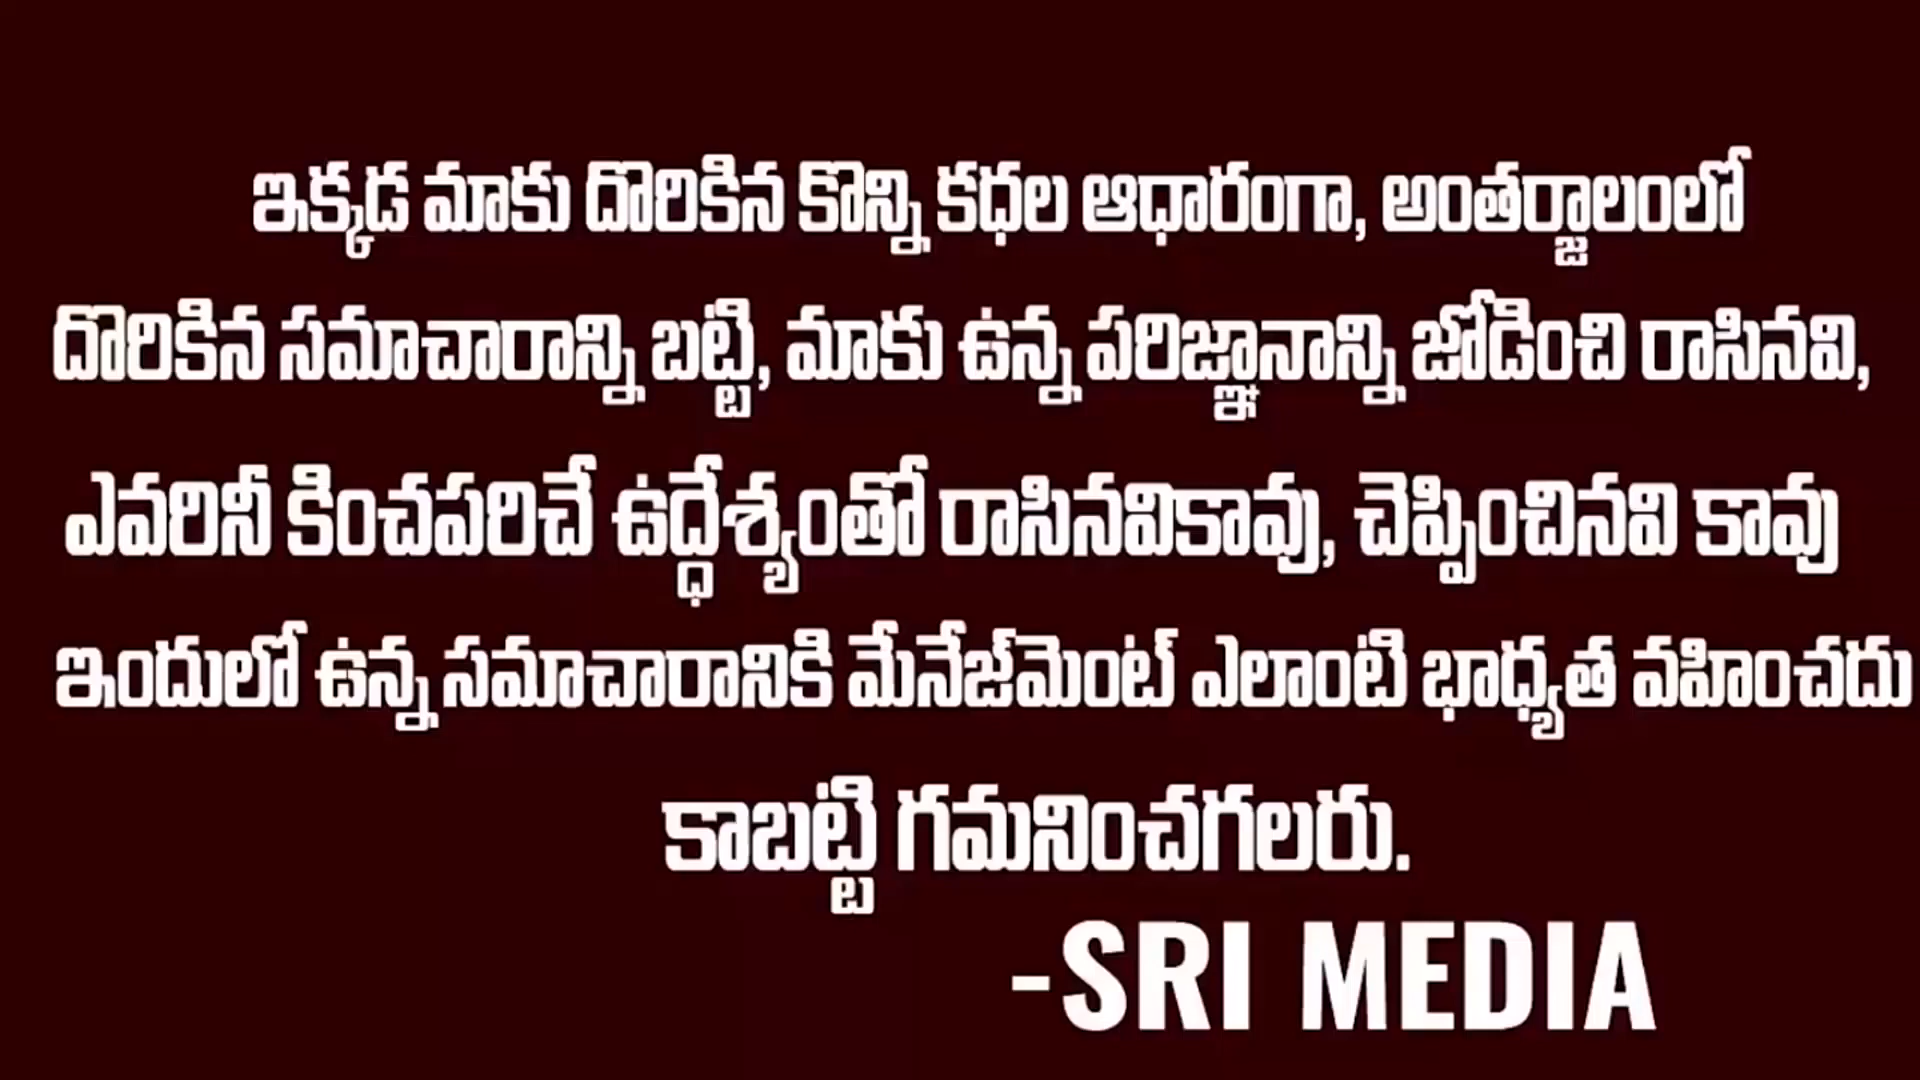 ఇక్కడ మాకు దొరికిన కొన్ని కధల ఆధారంగా, అంతర్జాలంలో
దొరికిన సమాచారాన్ని బట్టి, మాకు ఉన్న పరిజ్ఞానాన్ని జోడించి రాసినవి,
ఎవరినీ కించపరిచే ఉద్ధేశ్యంతో రాసినవికావు, చెప్పించినవి కావు
ఇందులో ఉన్న సమాచారానికి మేనేజ్‌మెంట్ ఎలాంటి భాధ్యత వహించదు
కాబట్టి గమనించగలరు.
-SRI MEDIA